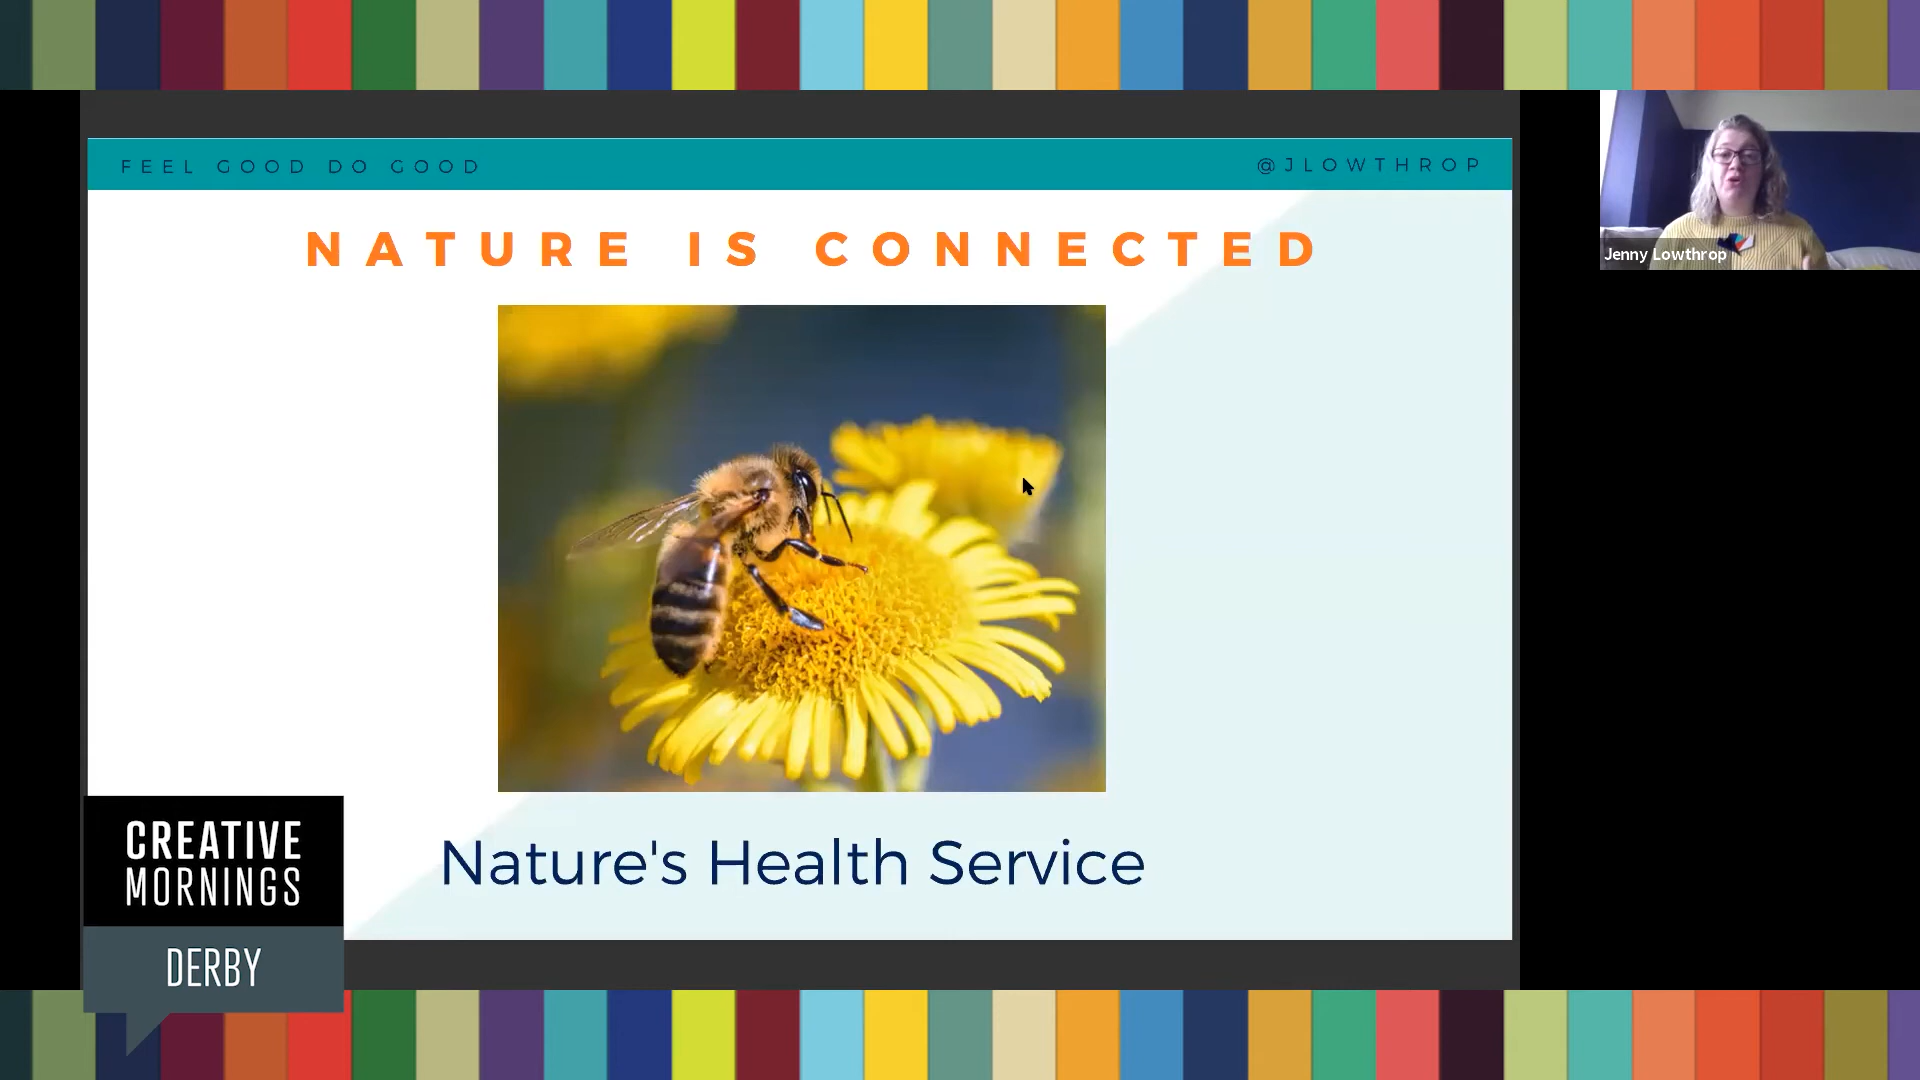 FEEL GOOD DO GOOD
@JLOWTHROP
NATURE IS CONNECTED
Jenny Lowthrop
Nature's Health Service
CREATIVE
MORNINGS
DERBY